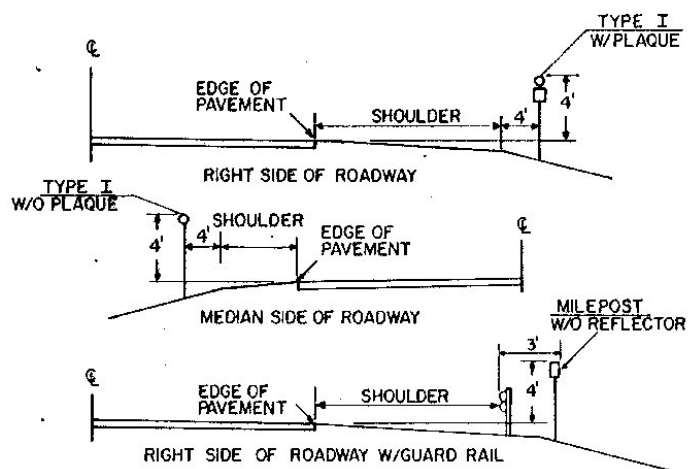 TYPE I
W/PLAQUE
℄
EDGE OF
PAVEMENT
SHOULDER
4'
4'
RIGHT SIDE OF ROADWAY
TYPE I
W/O PLAQUE
4'
4'
SHOULDER
EDGE OF
PAVEMENT
℄
MEDIAN SIDE OF ROADWAY
MILEPOST
W/O REFLECTOR
3'
℄
EDGE OF
PAVEMENT
SHOULDER
4'
RIGHT SIDE OF ROADWAY W/GUARD RAIL